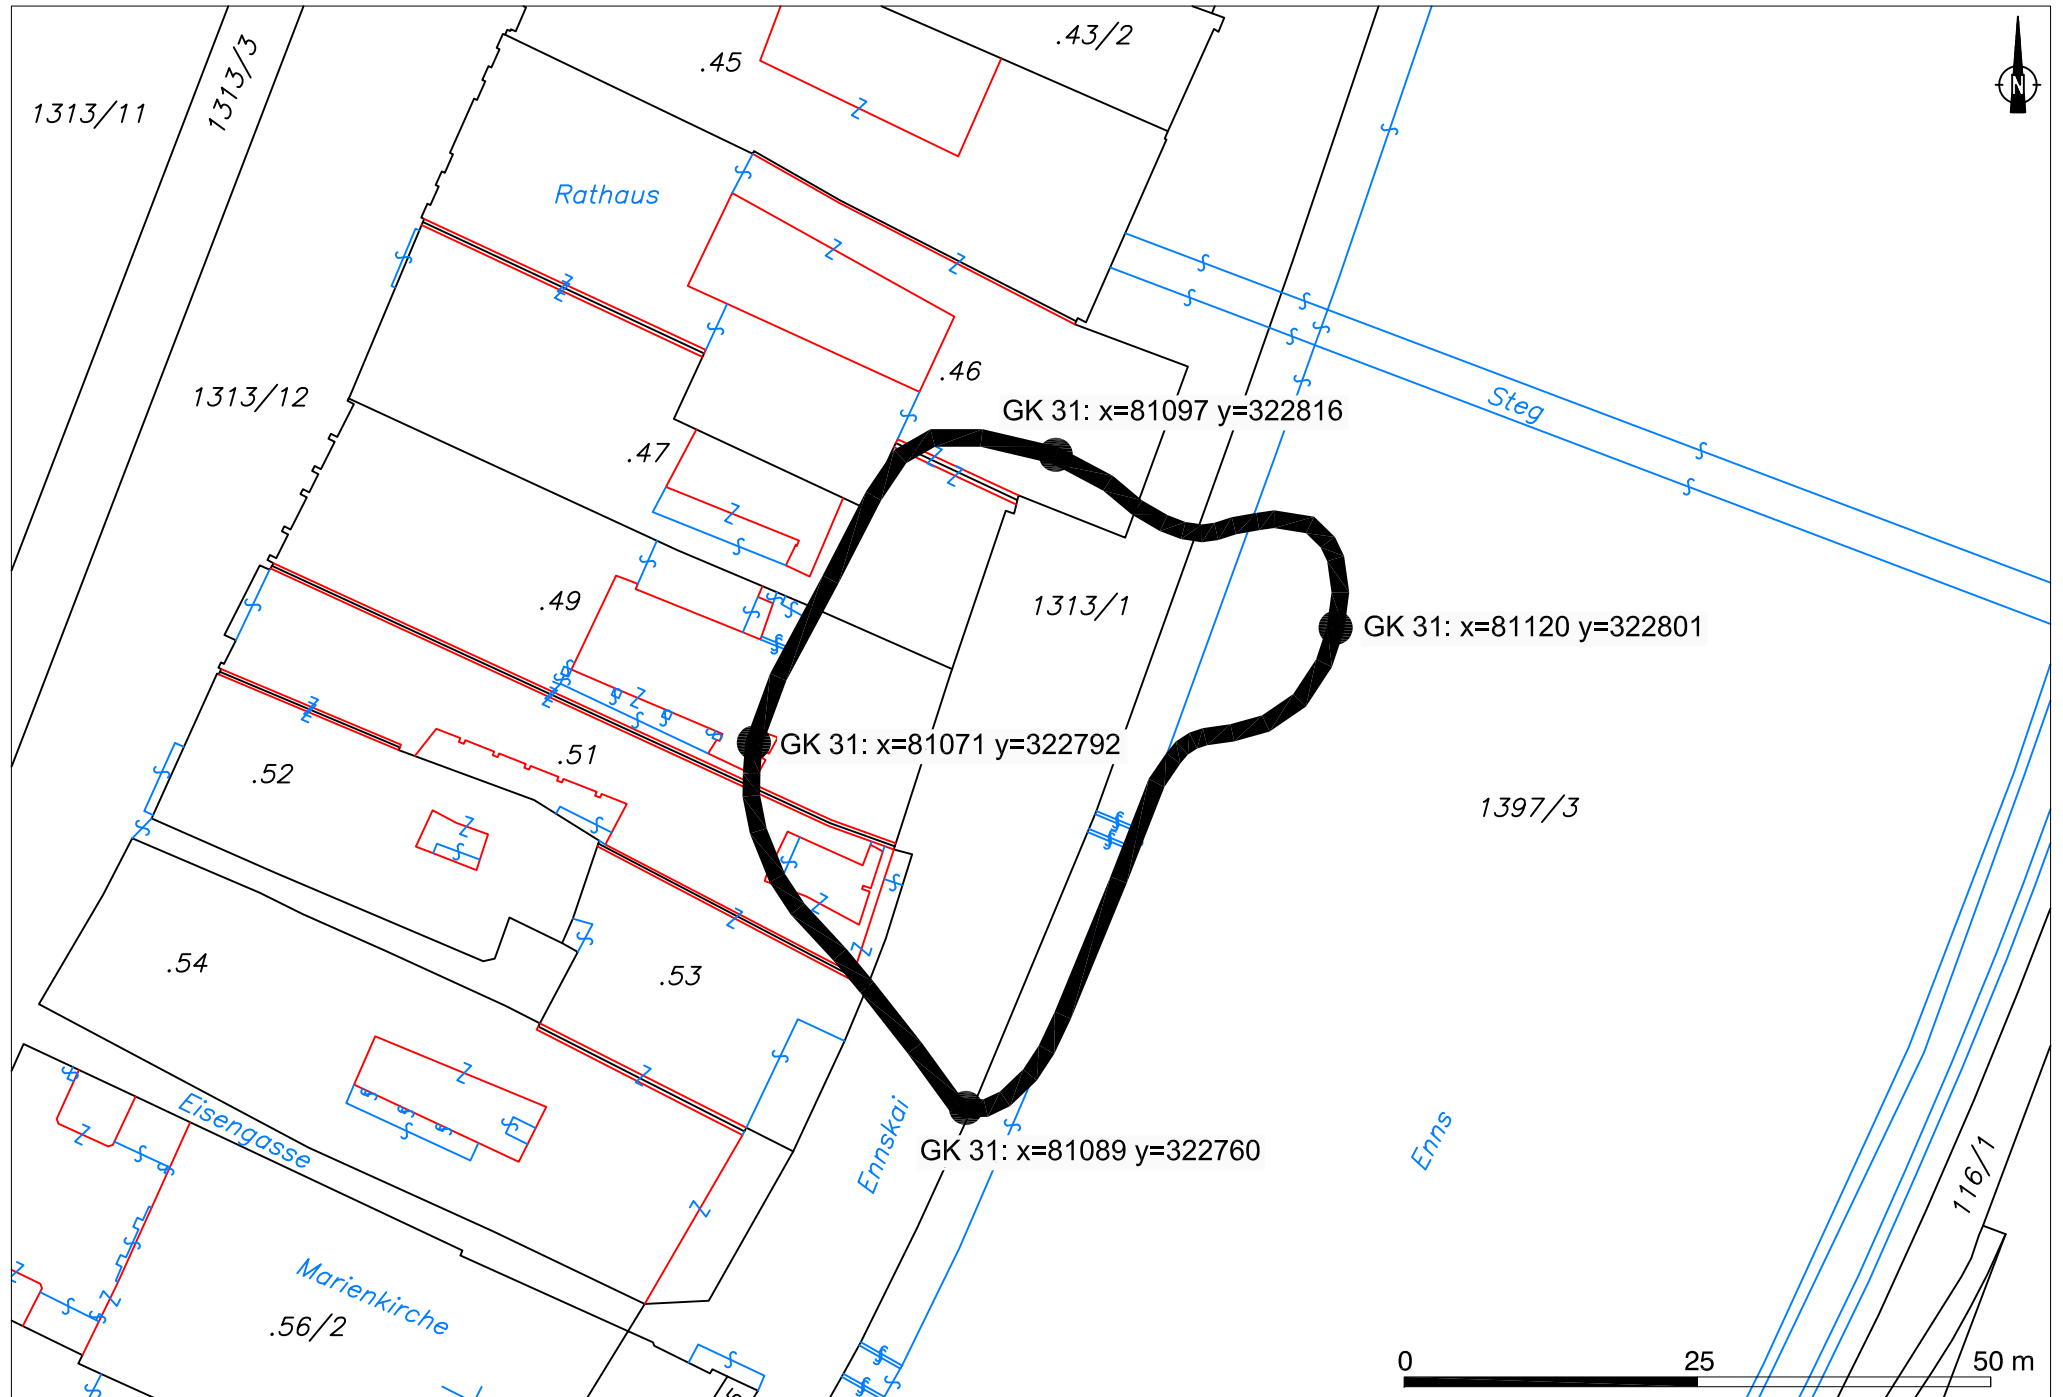 .43/2
.45
1313/3
1313/11
N
Rathaus
.46
1313/12
Steg
GK 31: x=81097 y=322816
.47
.49
1313/1
GK 31: x=81120 y=322801
GK 31: x=81071 y=322792
.51
.52
1397/3
.54
.53
Eisengasse
Ennskai
Enns
GK 31: x=81089 y=322760
116/1
Marienkirche
.56/2
0 25 50 m